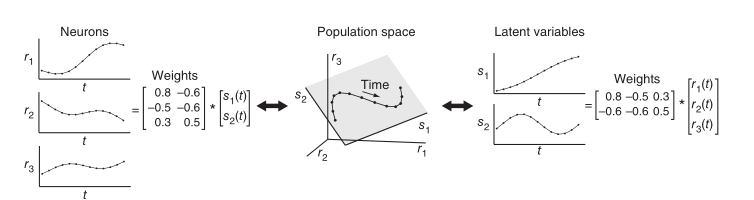 Neurons
r1
t
r2
t
r3
t
Weights
= [ 0.8 −0.6 ] * [ s1(t) ]
[ −0.5 −0.6 ] [ s2(t) ]
[ 0.3 0.5 ]
Population space
r3
s2
Time
s1
r2
r1
Latent variables
s1
t
s2
t
Weights
= [ 0.8 −0.5 0.3 ] * [ r1(t) ]
[ −0.6 −0.6 0.5 ] [ r2(t) ]
[ r3(t) ]